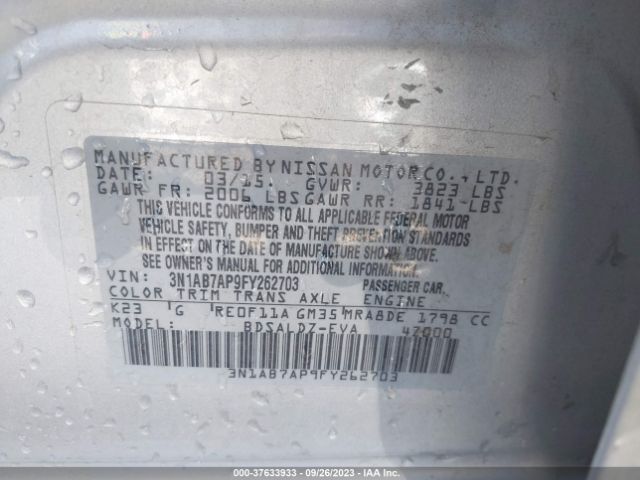 MANUFACTURED BY NISSAN MOTOR CO., LTD.
DATE: 03/15. GVWR: 3823 LBS
GAWR FR: 2006 LBS GAWR RR: 1841-LBS
THIS VEHICLE CONFORMS TO ALL APPLICABLE FEDERAL MOTOR
VEHICLE SAFETY, BUMPER AND THEFT PREVENTION STANDARDS
IN EFFECT ON THE DATE OF MANUFACTURE SHOWN ABOVE.
SEE OWNER'S MANUAL FOR ADDITIONAL INFORMATION.
VIN: 3N1AB7AP9FY262703 PASSENGER CAR.
COLOR TRIM TRANS AXLE ENGINE
K23 G RE0F11A GM35 MRA8DE 1798 CC
MODEL: BDSALDZ-EVA 47000
3N1AB7AP9FY262703
000-37633933 - 09/26/2023 - IAAI.COM